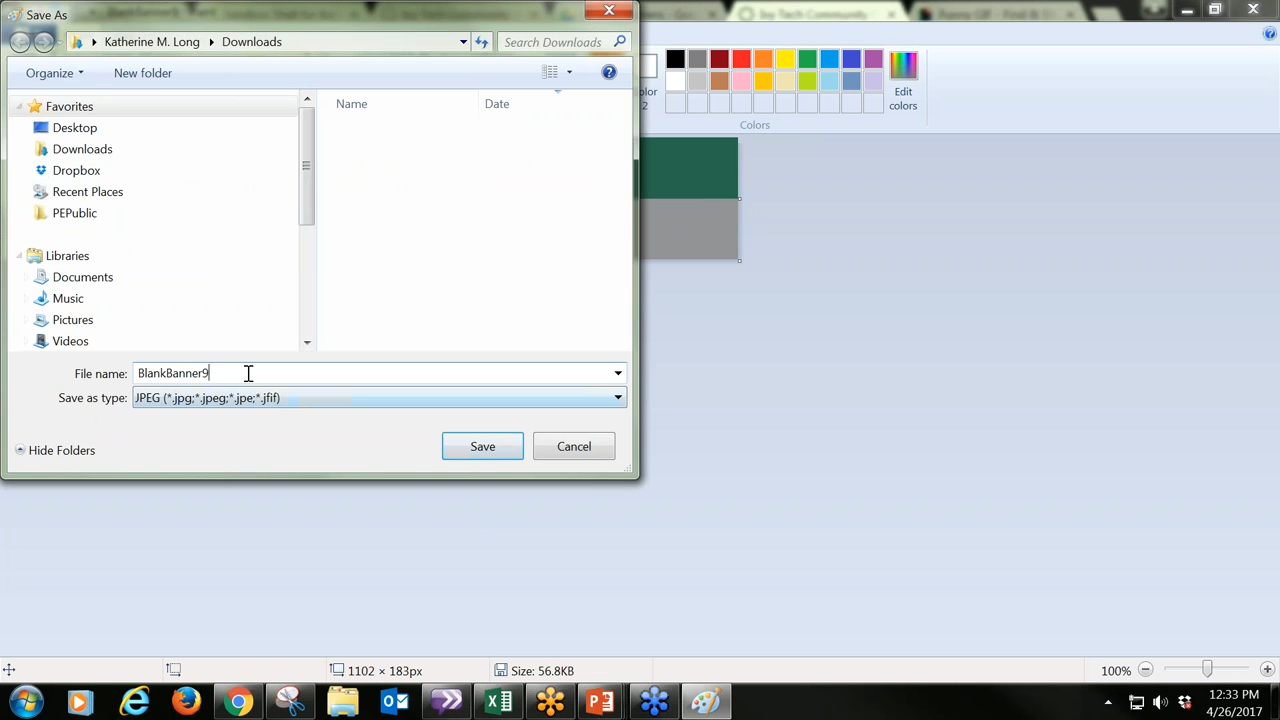 Save As
Katherine M. Long
Downloads
Search Downloads
Organize
New folder
Favorites
Desktop
Downloads
Dropbox
Recent Places
PEPublic
Libraries
Documents
Music
Pictures
Videos
Name
Date
File name:
BlankBanner9
Save as type:
JPEG (*.jpg;*.jpeg;*.jpe;*.jfif)
Hide Folders
Save
Cancel
2
Edit
colors
Colors
1102 × 183px
Size: 56.8KB
100%
12:33 PM
4/26/2017